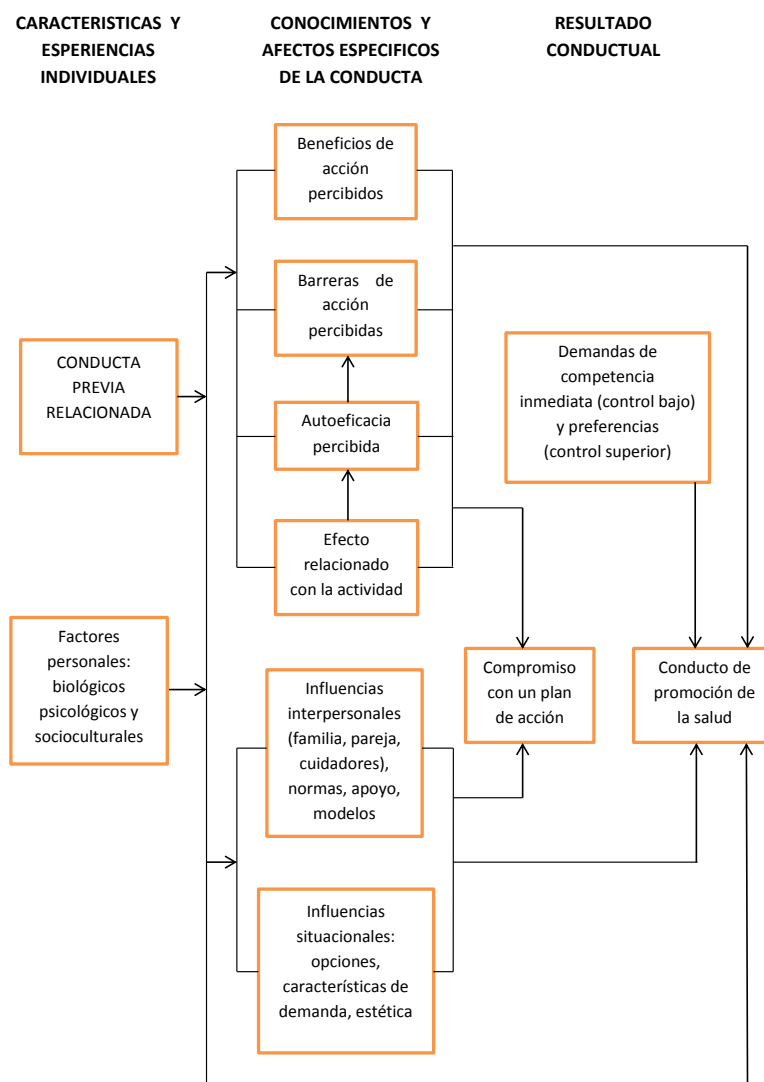 CARACTERISTICAS Y
ESPERIENCIAS
INDIVIDUALES
CONOCIMIENTOS Y
AFECTOS ESPECIFICOS
DE LA CONDUCTA
RESULTADO
CONDUCTUAL
Beneficios de
acción
percibidos
Barreras de
acción
percibidas
CONDUCTA
PREVIA
RELACIONADA
Demandas de
competencia
inmediata (control bajo)
y preferencias
(control superior)
Autoeficacia
percibida
Efecto
relacionado
con la actividad
Factores
personales:
biológicos
psicológicos y
socioculturales
Influencias
interpersonales
(familia, pareja,
cuidadores),
normas, apoyo,
modelos
Compromiso
con un plan
de acción
Conducto de
promoción de
la salud
Influencias
situacionales:
opciones,
características de
demanda, estética